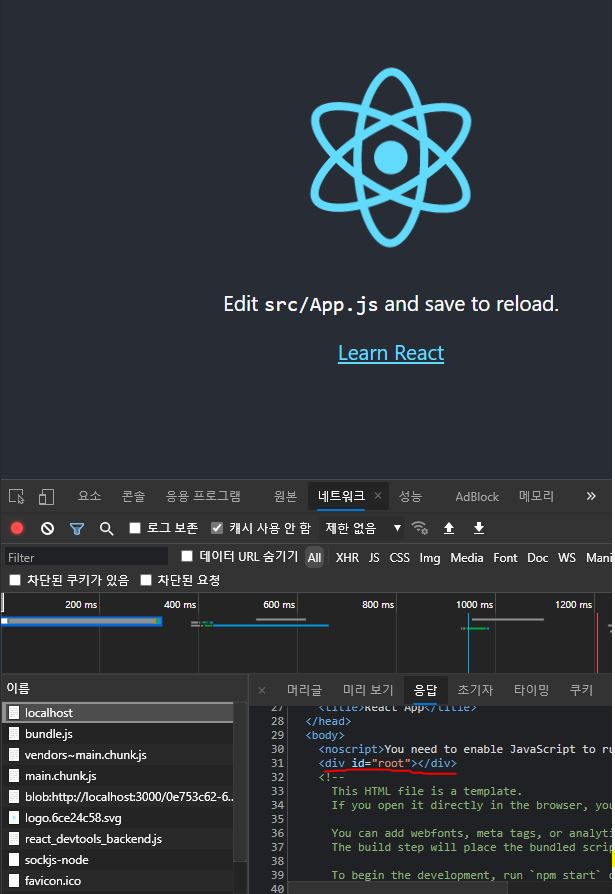 Edit src/App.js and save to reload.
Learn React
요소 콘솔 응용 프로그램 원본 네트워크 × 성능 AdBlock 메모리 »
로그 보존 캐시 사용 안 함 제한 없음
Filter 데이터 URL 숨기기 All XHR JS CSS Img Media Font Doc WS Mani
차단된 쿠키가 있음 차단된 요청
200 ms 400 ms 600 ms 800 ms 1000 ms 1200 ms
이름
localhost
bundle.js
vendors~main.chunk.js
main.chunk.js
blob:http://localhost:3000/0e753c62-6...
logo.6ce24c58.svg
react_devtools_backend.js
sockjs-node
favicon.ico
× 머리글 미리 보기 응답 초기자 타이밍 쿠키
27 <title>React App</title>
28 </head>
29 <body>
30 <noscript>You need to enable JavaScript to ru
31 <div id="root"></div>
32 <!--
33 This HTML file is a template.
34 If you open it directly in the browser, you
35
36 You can add webfonts, meta tags, or analyti
37 The build step will place the bundled scrip
38
39 To begin the development, run `npm start` o
40